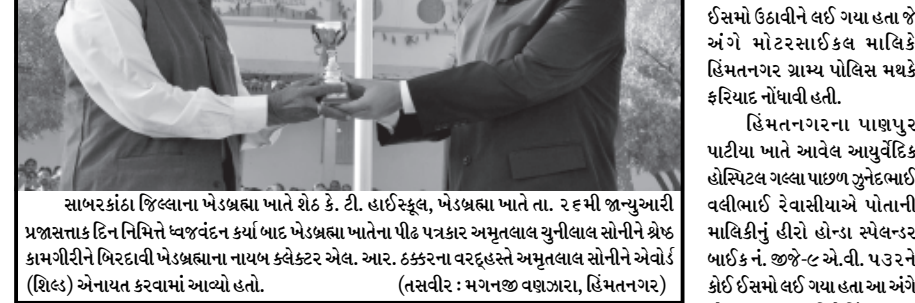 સાબરકાંઠા જિલ્લાના ખેડબ્રહ્મા ખાતે શેઠ કે. ટી. હાઈસ્કૂલ, ખેડબ્રહ્મા ખાતે તા. ૨૬મી જાન્યુઆરી
પ્રજાસત્તાક દિન નિમિત્તે ધ્વજવંદન કર્યા બાદ ખેડબ્રહ્મા ખાતેના પીઢ પત્રકાર અમૃતલાલ ચુનીલાલ સોનીને શ્રેષ્ઠ
કામગીરીને બિરદાવી ખેડબ્રહ્માના નાયબ કલેક્ટર એલ. આર. ઠક્કરના વરદ્હસ્તે અમૃતલાલ સોનીને એવોર્ડ
(શિલ્ડ) એનાયત કરવામાં આવ્યો હતો. (તસવીર : મગનજી વણઝારા, હિંમતનગર)
ઈસમો ઉઠાવીને લઈ ગયા હતા જે
અંગે મોટરસાઈકલ માલિકે
હિંમતનગર ગ્રામ્ય પોલિસ મથકે
ફરિયાદ નોંધાવી હતી.
હિંમતનગરના પાણપુર
પાટીયા ખાતે આવેલ આયુર્વેદિક
હોસ્પિટલ ગલ્લા પાછળ ઝુનેદભાઈ
વલીભાઈ રેવાસીયાએ પોતાની
માલિકીનું હીરો હોન્ડા સ્પેલન્ડર
બાઈક નં. જીજે-૯ એ.વી. ૫૩૨ને
કોઈ ઈસમો લઈ ગયા હતા આ અંગે